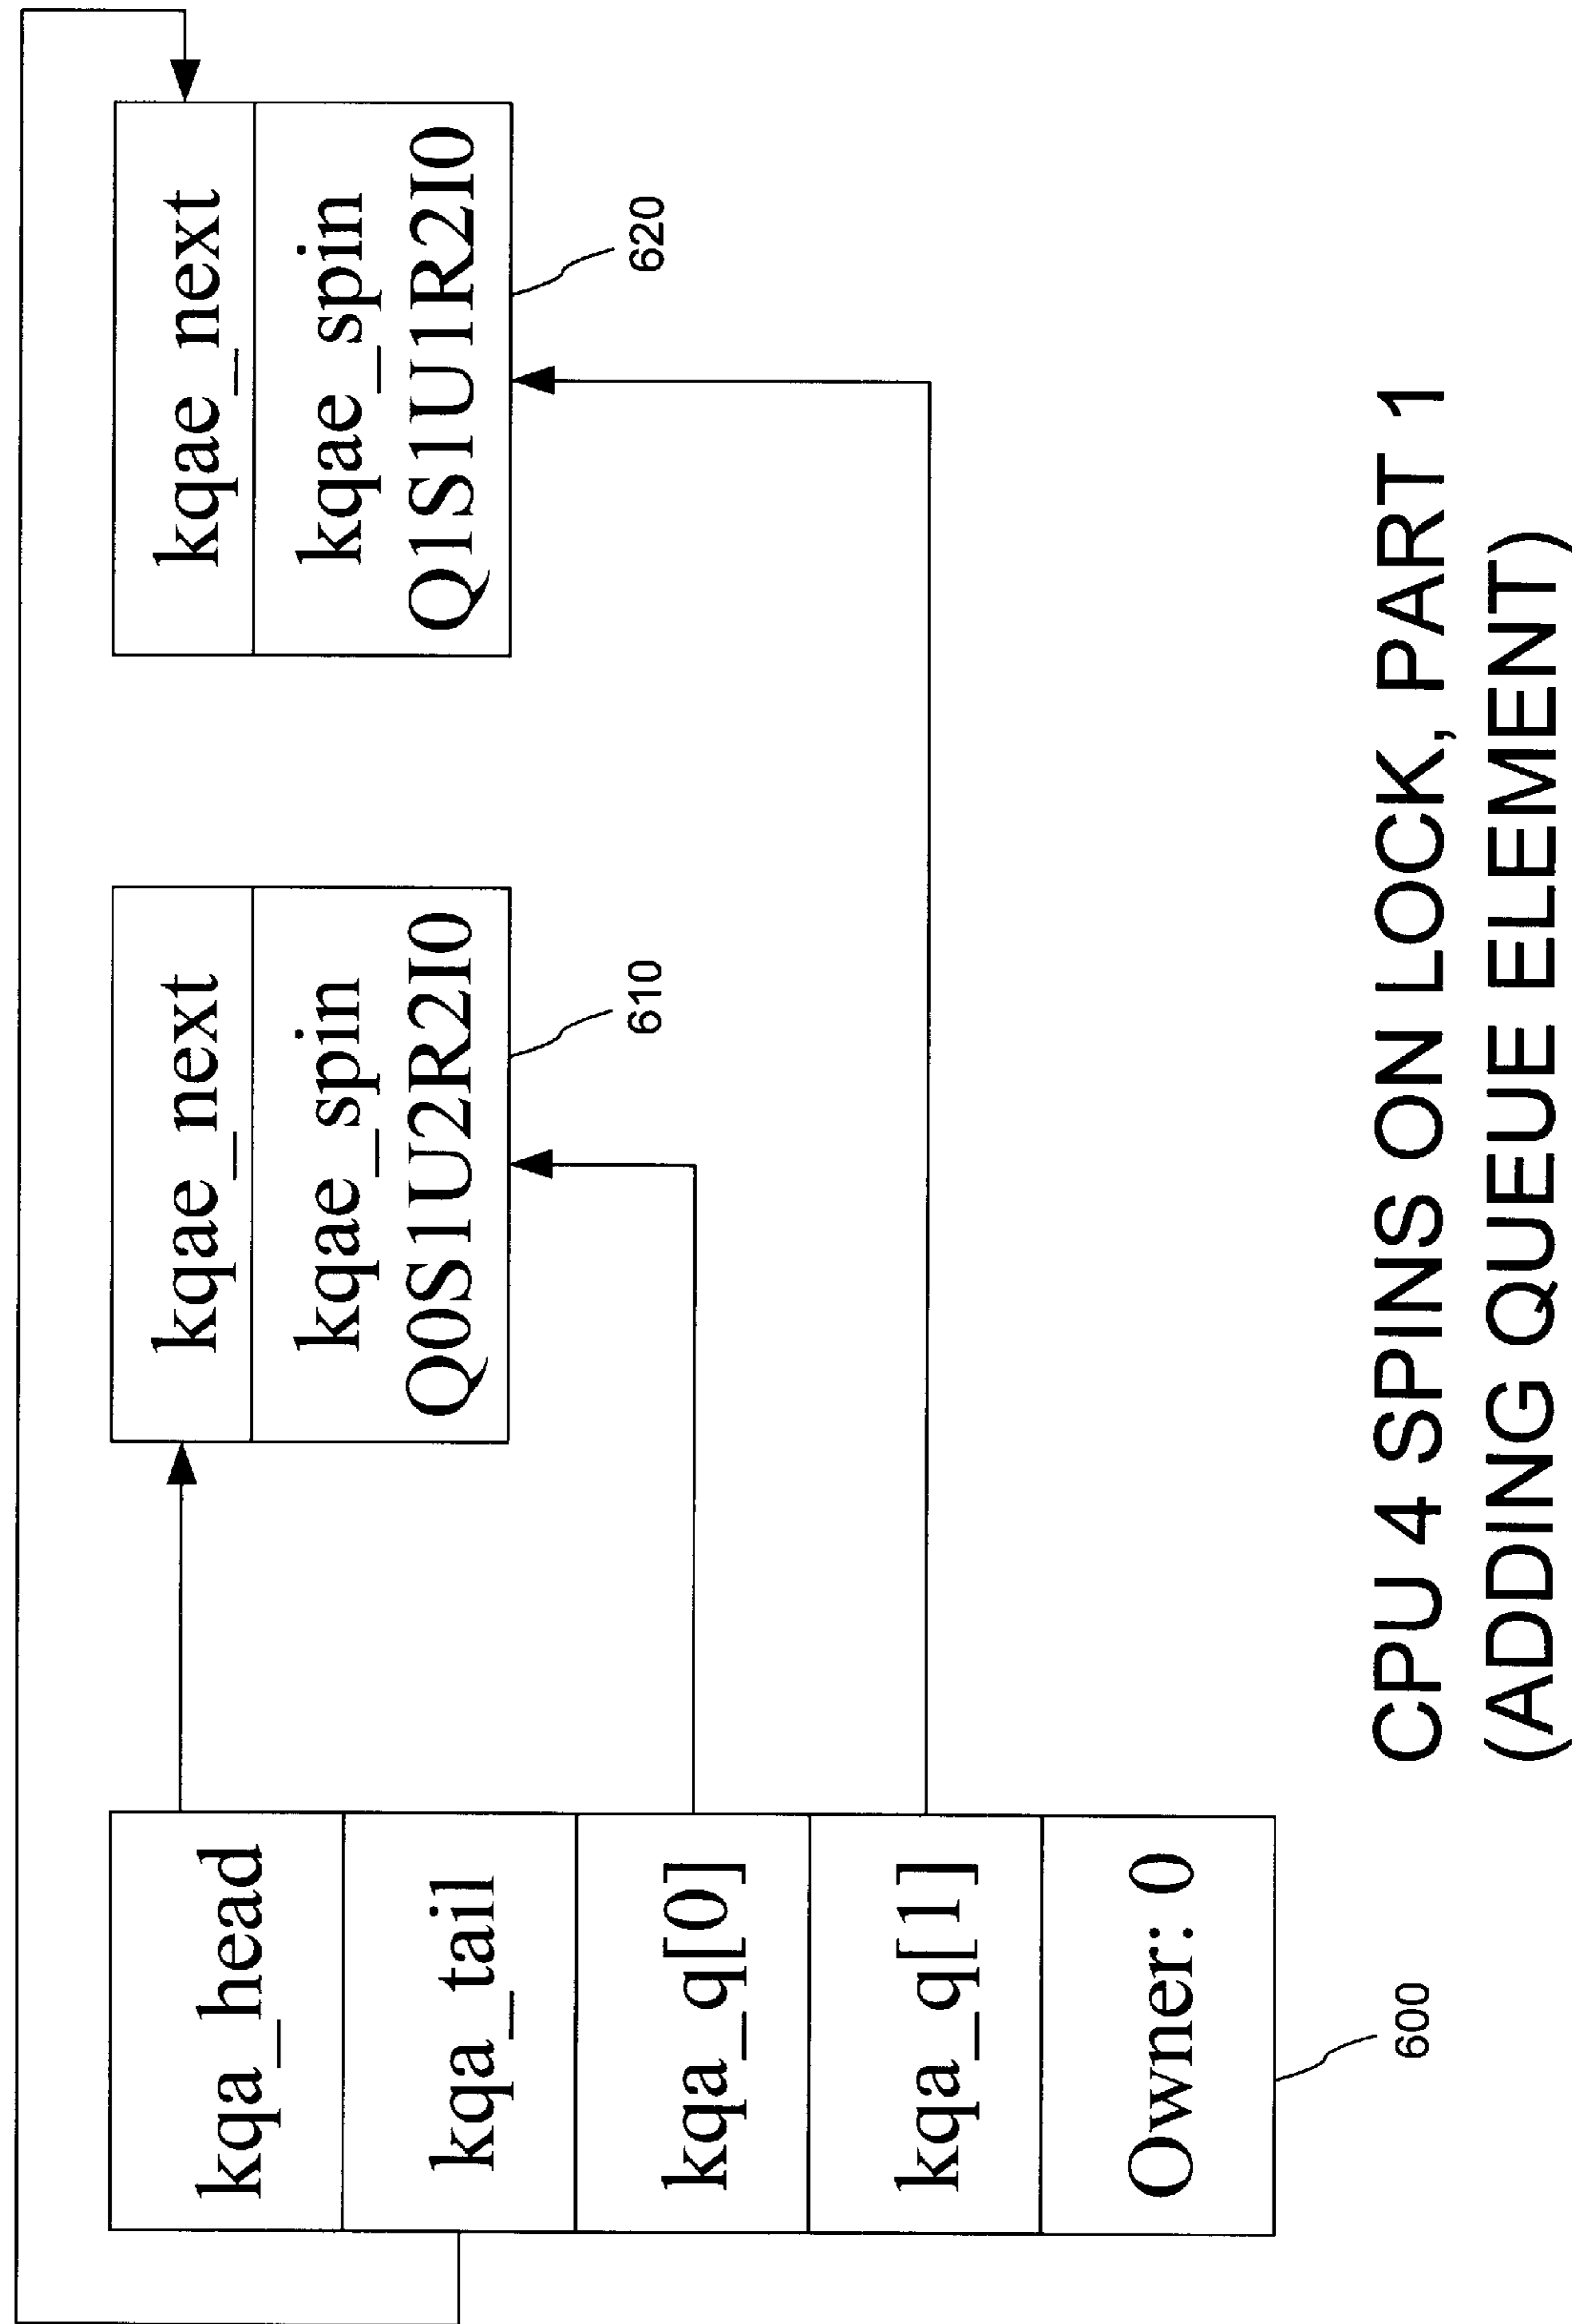 kqa_head
kqa_tail
kqa_q[0]
kqa_q[1]
Owner: 0
600
kqae_next
kqae_spin
Q0S1U2R2I0
610
kqae_next
kqae_spin
Q1S1U1R2I0
620
CPU 4 SPINS ON LOCK, PART 1
(ADDING QUEUE ELEMENT)